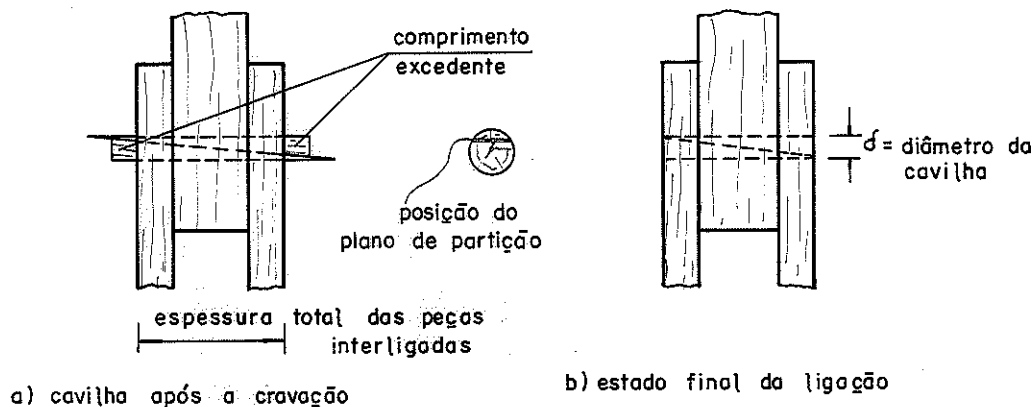 comprimento
excedente
posição do
plano de partição
espessura total das peças
interligadas
a) cavilha após a cravação
d = diâmetro da
cavilha
b) estado final da ligação